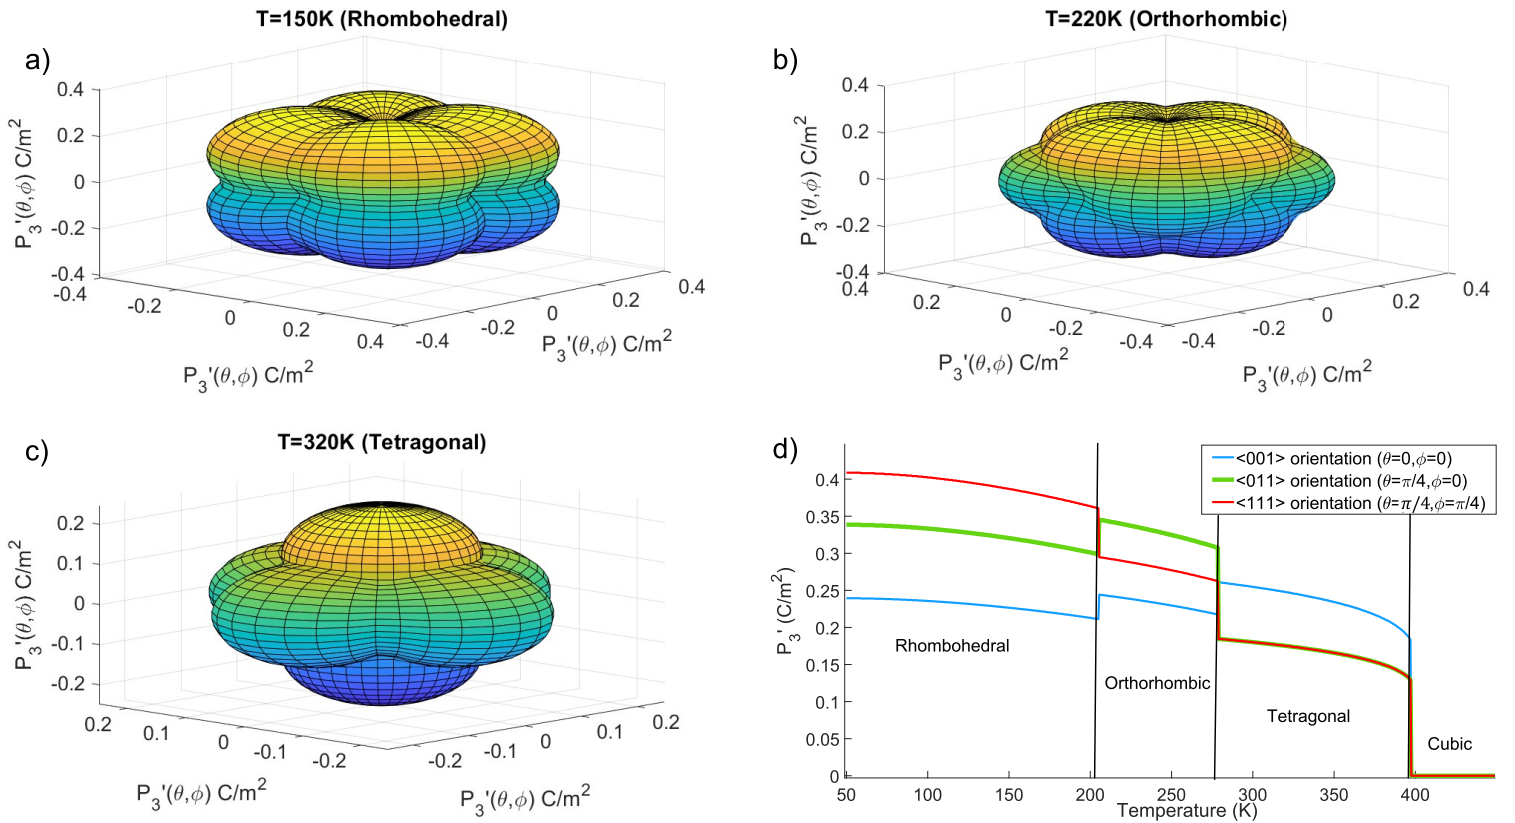 T=150K (Rhombohedral)
a)
0.4
0.2
0
-0.2
-0.4
P3'(θ,ϕ) C/m2
-0.4
-0.2
0
0.2
0.4
P3'(θ,ϕ) C/m2
-0.4
-0.2
0
0.2
0.4
P3'(θ,ϕ) C/m2
T=220K (Orthorhombic)
b)
0.4
0.2
0
-0.2
-0.4
P3'(θ,ϕ) C/m2
0.4
0.2
0
-0.2
-0.4
P3'(θ,ϕ) C/m2
-0.4
-0.2
0
0.2
0.4
P3'(θ,ϕ) C/m2
T=320K (Tetragonal)
c)
0.2
0.1
0
-0.1
-0.2
P3'(θ,ϕ) C/m2
0.2
0.1
0
-0.1
-0.2
P3'(θ,ϕ) C/m2
-0.2
-0.1
0
0.1
0.2
P3'(θ,ϕ) C/m2
d)
<001> orientation (θ=0,ϕ=0)
<011> orientation (θ=π/4,ϕ=0)
<111> orientation (θ=π/4,ϕ=π/4)
0.4
0.35
0.3
0.25
0.2
0.15
0.1
0.05
0
P3' (C/m2)
Rhombohedral
Orthorhombic
Tetragonal
Cubic
50
100
150
200
250
300
350
400
Temperature (K)